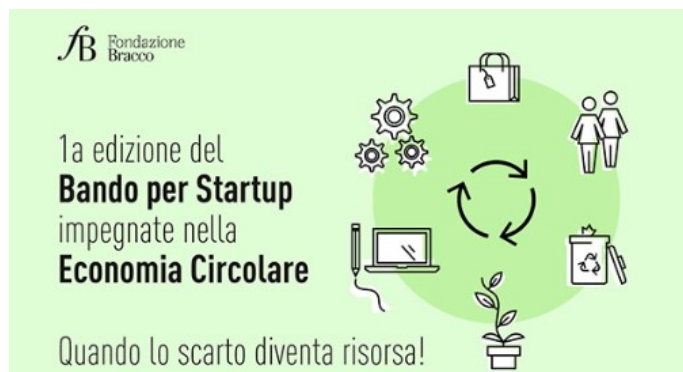 fB Fondazione
Bracco
1a edizione del
Bando per Startup
impegnate nella
Economia Circolare
Quando lo scarto diventa risorsa!